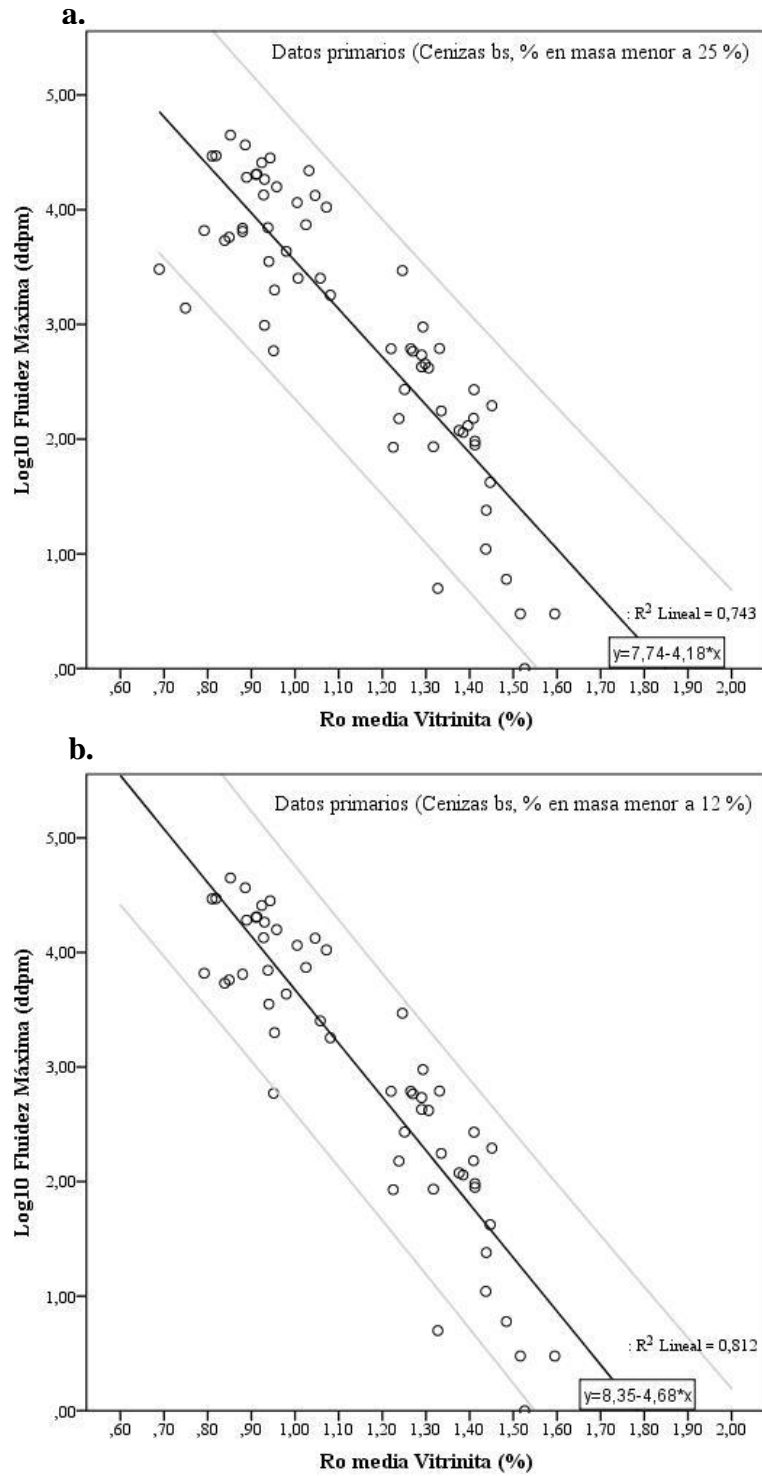 a.
Datos primarios (Cenizas bs, % en masa menor a 25 %)
5,00
4,00
3,00
2,00
1,00
,00
Log10 Fluidez Máxima (ddpm)
: R² Lineal = 0,743
y=7,74-4,18*x
,60 ,70 ,80 ,90 1,00 1,10 1,20 1,30 1,40 1,50 1,60 1,70 1,80 1,90 2,00
Ro media Vitrinita (%)
b.
Datos primarios (Cenizas bs, % en masa menor a 12 %)
5,00
4,00
3,00
2,00
1,00
,00
Log10 Fluidez Máxima (ddpm)
: R² Lineal = 0,812
y=8,35-4,68*x
,60 ,70 ,80 ,90 1,00 1,10 1,20 1,30 1,40 1,50 1,60 1,70 1,80 1,90 2,00
Ro media Vitrinita (%)